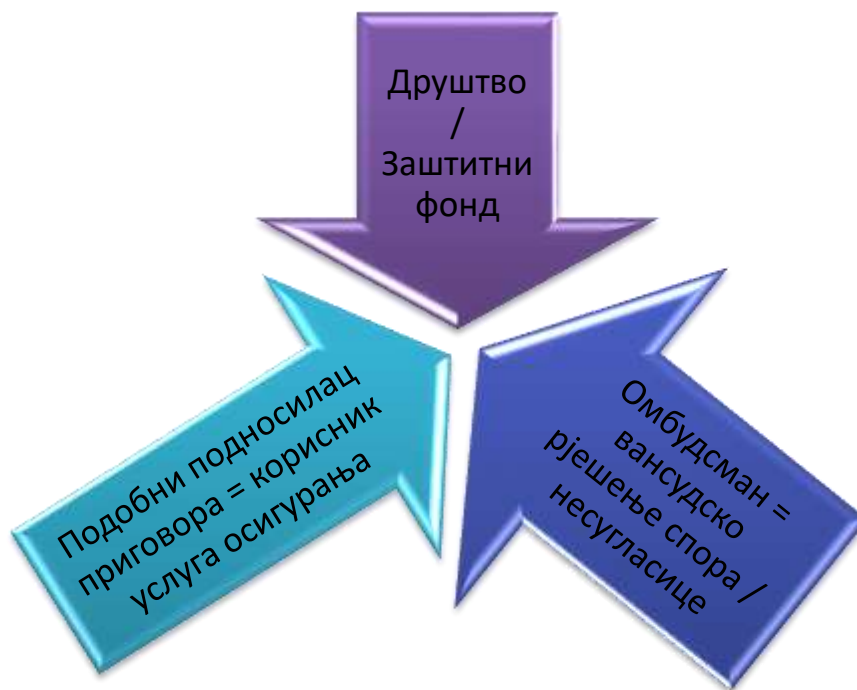 Друштво
/
Заштитни
фонд
Подобни подносилац
приговора = корисник
услуга осигурања
Омбудсман =
вансудско
рјешење спора /
несугласице